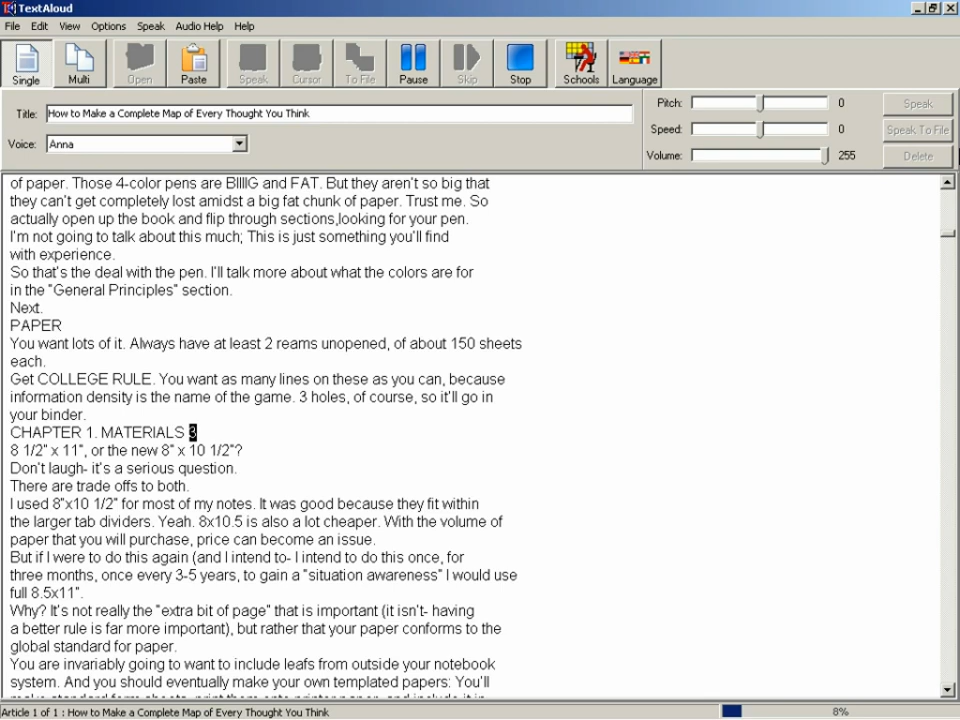 TextAloud
File Edit View Options Speak Audio Help Help
Single Multi Open Paste Speak Cursor To File Pause Skip Stop Schools Language
Title: How to Make a Complete Map of Every Thought You Think
Voice: Anna
Pitch: 0 Speak
Speed: 0 Speak To File
Volume: 255 Delete
of paper. Those 4-color pens are BIIIIG and FAT. But they aren't so big that
they can't get completely lost amidst a big fat chunk of paper. Trust me. So
actually open up the book and flip through sections,looking for your pen.
I'm not going to talk about this much; This is just something you'll find
with experience.
So that's the deal with the pen. I'll talk more about what the colors are for
in the "General Principles" section.
Next.
PAPER
You want lots of it. Always have at least 2 reams unopened, of about 150 sheets
each.
Get COLLEGE RULE. You want as many lines on these as you can, because
information density is the name of the game. 3 holes, of course, so it'll go in
your binder.
CHAPTER 1. MATERIALS 3
8 1/2" x 11", or the new 8" x 10 1/2"?
Don't laugh- it's a serious question.
There are trade offs to both.
I used 8"x10 1/2" for most of my notes. It was good because they fit within
the larger tab dividers. Yeah. 8x10.5 is also a lot cheaper. With the volume of
paper that you will purchase, price can become an issue.
But if I were to do this again (and I intend to- I intend to do this once, for
three months, once every 3-5 years, to gain a "situation awareness" I would use
full 8.5x11".
Why? It's not really the "extra bit of page" that is important (it isn't- having
a better rule is far more important), but rather that your paper conforms to the
global standard for paper.
You are invariably going to want to include leafs from outside your notebook
system. And you should eventually make your own templated papers: You'll
make standard form sheets, print them onto printer paper, and include it in
Article 1 of 1 : How to Make a Complete Map of Every Thought You Think 8%